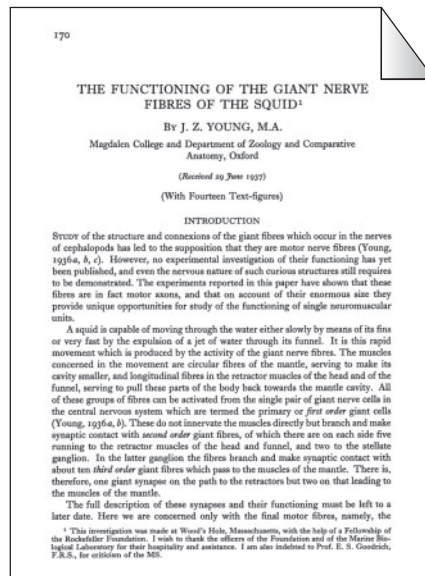 170
THE FUNCTIONING OF THE GIANT NERVE
FIBRES OF THE SQUID¹
By J. Z. YOUNG, M.A.
Magdalen College and Department of Zoology and Comparative
Anatomy, Oxford
(Received 29 June 1937)
(With Fourteen Text-figures)
INTRODUCTION
STUDY of the structure and connexions of the giant fibres which occur in the nerves
of cephalopods has led to the supposition that they are motor nerve fibres (Young,
1936a, b, c). However, no experimental investigation of their functioning has yet
been published, and even the nervous nature of such curious structures still requires
to be demonstrated. The experiments reported in this paper have shown that these
fibres are in fact motor axons, and that on account of their enormous size they
provide unique opportunities for study of the functioning of single neuromuscular
units.
A squid is capable of moving through the water either slowly by means of its fins
or very fast by the expulsion of a jet of water through its funnel. It is this rapid
movement which is produced by the activity of the giant nerve fibres. The muscles
concerned in the movement are circular fibres of the mantle, serving to make its
cavity smaller, and longitudinal fibres in the retractor muscles of the head and of the
funnel, serving to pull these parts of the body back towards the mantle cavity. All
of these groups of fibres can be activated from the single pair of giant nerve cells in
the central nervous system which are termed the primary or first order giant cells
(Young, 1936a, b). These do not innervate the muscles directly but branch and make
synaptic contact with second order giant fibres, of which there are on each side five
running to the retractor muscles of the head and funnel, and two to the stellate
ganglion. In the latter ganglion the fibres branch and make synaptic contact with
about ten third order giant fibres which pass to the muscles of the mantle. There is,
therefore, one giant synapse on the path to the retractors but two on that leading to
the muscles of the mantle.
The full description of these synapses and their functioning must be left to a
later date. Here we are concerned only with the final motor fibres, namely, the
¹ This investigation was made at Wood's Hole, Massachusetts, with the help of a Fellowship of
the Rockefeller Foundation. I wish to thank the officers of the Foundation and of the Marine Bio-
logical Laboratory for their hospitality and assistance. I am also indebted to Prof. E. S. Goodrich,
F.R.S., for criticism of the MS.